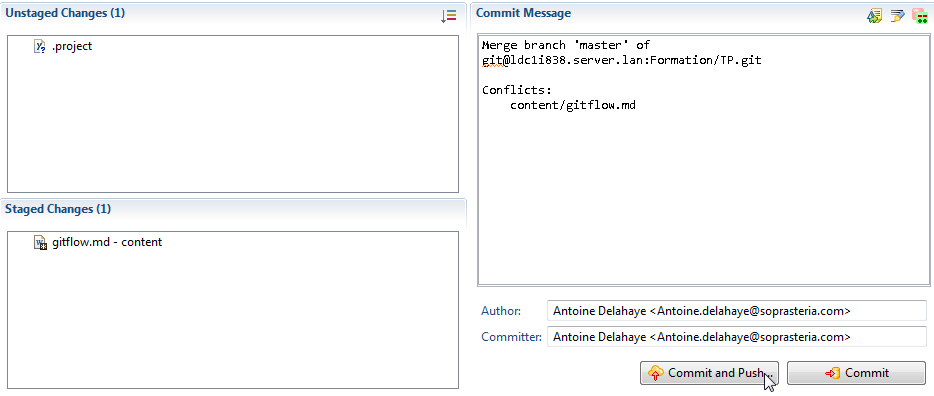 Unstaged Changes (1)
.project
Staged Changes (1)
gitflow.md - content
Commit Message
Merge branch 'master' of
git@ldc1i838.server.lan:Formation/TP.git
Conflicts:
content/gitflow.md
Author: Antoine Delahaye <Antoine.delahaye@soprasteria.com>
Committer: Antoine Delahaye <Antoine.delahaye@soprasteria.com>
Commit and Push... Commit